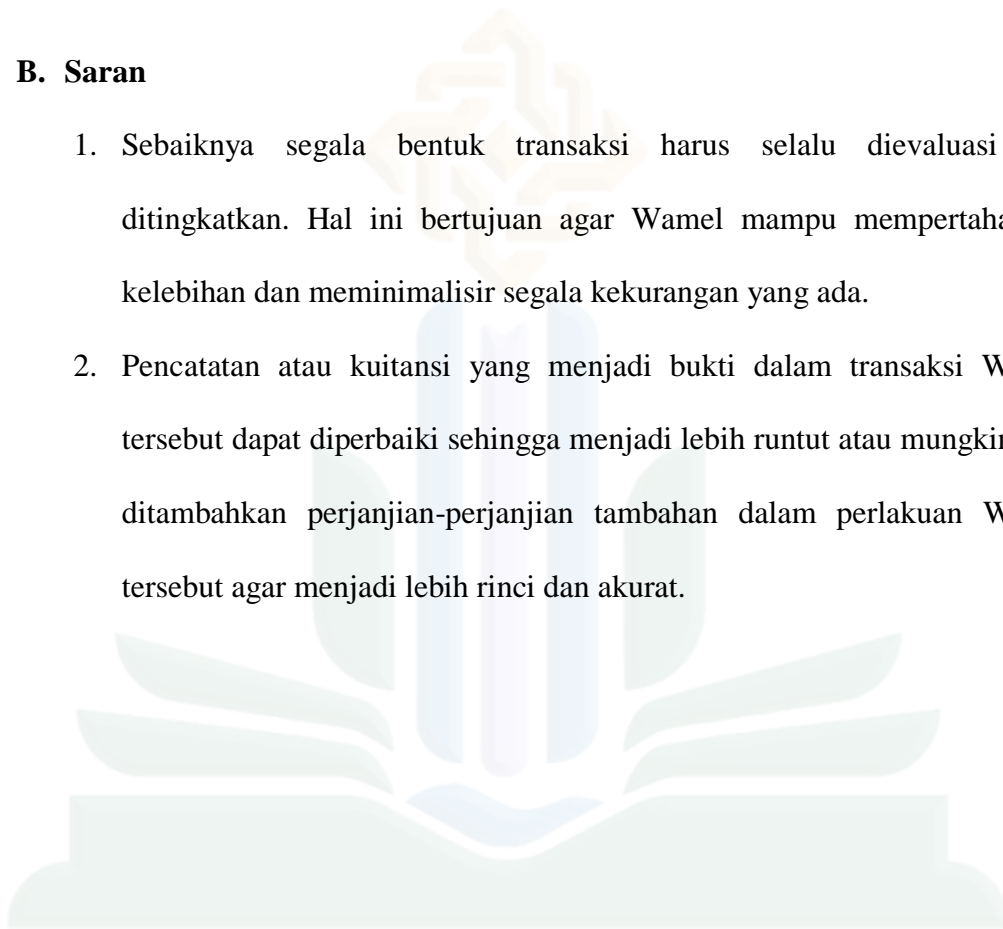 B. Saran
1. Sebaiknya segala bentuk transaksi harus selalu dievaluasi
ditingkatkan. Hal ini bertujuan agar Wamel mampu
kelebihan dan meminimalisir segala kekurangan yang ada.
2. Pencatatan atau kuitansi yang menjadi bukti dalam transaksi
tersebut dapat diperbaiki sehingga menjadi lebih runtut atau
ditambahkan perjanjian-perjanjian tambahan dalam perlakuan
tersebut agar menjadi lebih rinci dan akurat.